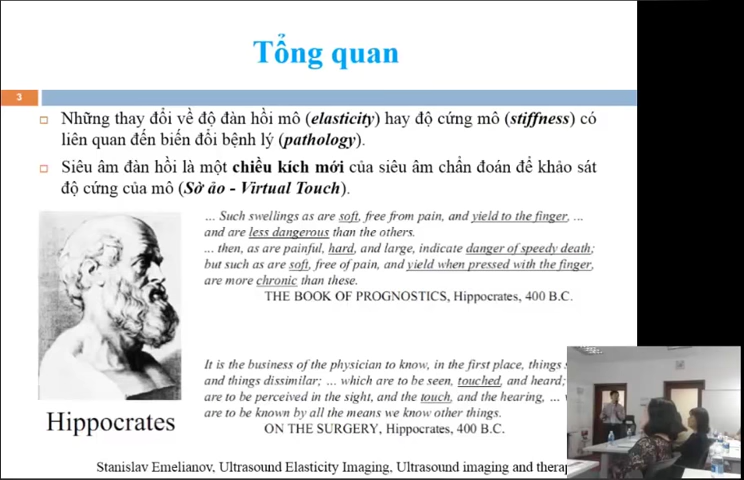 Tổng quan
3
Những thay đổi về độ đàn hồi mô (elasticity) hay độ cứng mô (stiffness) có
liên quan đến biến đổi bệnh lý (pathology).
Siêu âm đàn hồi là một chiều kích mới của siêu âm chẩn đoán để khảo sát
độ cứng của mô (Sờ ảo - Virtual Touch).
... Such swellings as are soft, free from pain, and yield to the finger, ...
and are less dangerous than the others.
... then, as are painful, hard, and large, indicate danger of speedy death;
but such as are soft, free of pain, and yield when pressed with the finger,
are more chronic than these.
THE BOOK OF PROGNOSTICS, Hippocrates, 400 B.C.
It is the business of the physician to know, in the first place, things
and things dissimilar; ... which are to be seen, touched, and heard;
are to be perceived in the sight, and the touch, and the hearing, ...
are to be known by all the means we know other things.
ON THE SURGERY, Hippocrates, 400 B.C.
Hippocrates
Stanislav Emelianov, Ultrasound Elasticity Imaging, Ultrasound imaging and